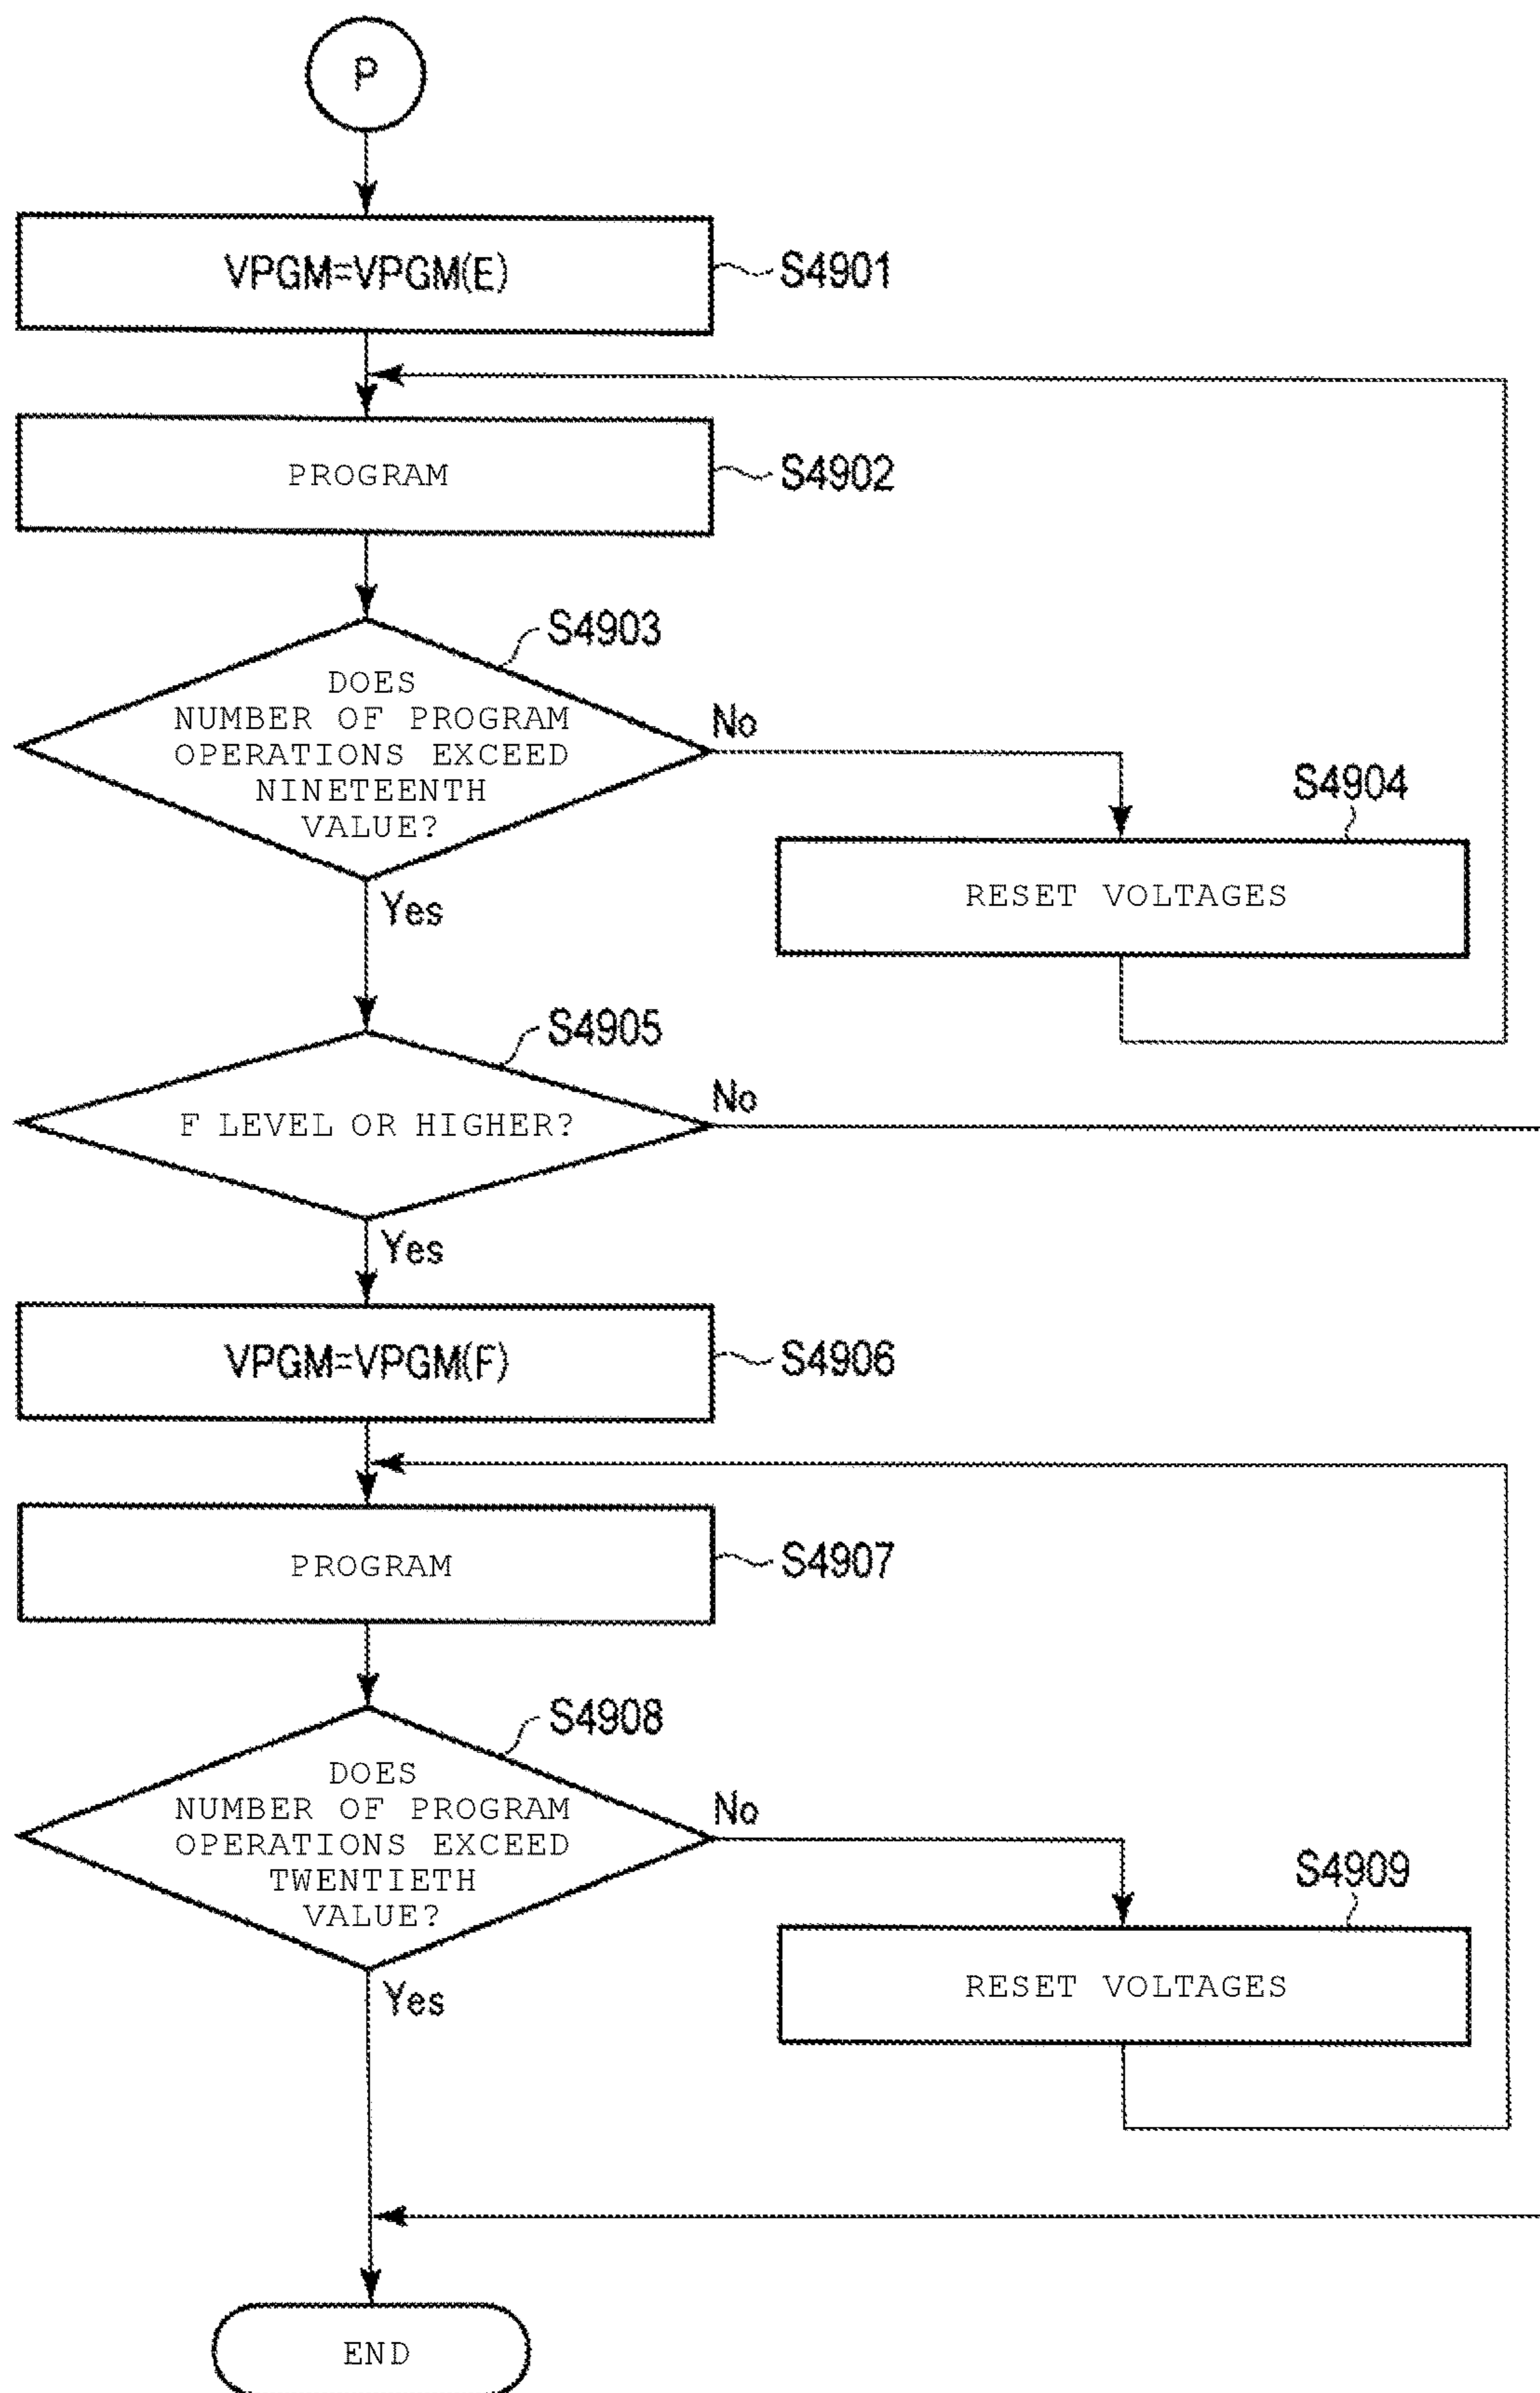 P
VPGM=VPGM(E)
S4901
PROGRAM
S4902
S4903
DOES
NUMBER OF PROGRAM
OPERATIONS EXCEED
NINETEENTH
VALUE?
No
S4904
RESET VOLTAGES
Yes
S4905
F LEVEL OR HIGHER?
No
Yes
VPGM=VPGM(F)
S4906
PROGRAM
S4907
S4908
DOES
NUMBER OF PROGRAM
OPERATIONS EXCEED
TWENTIETH
VALUE?
No
S4909
RESET VOLTAGES
Yes
END